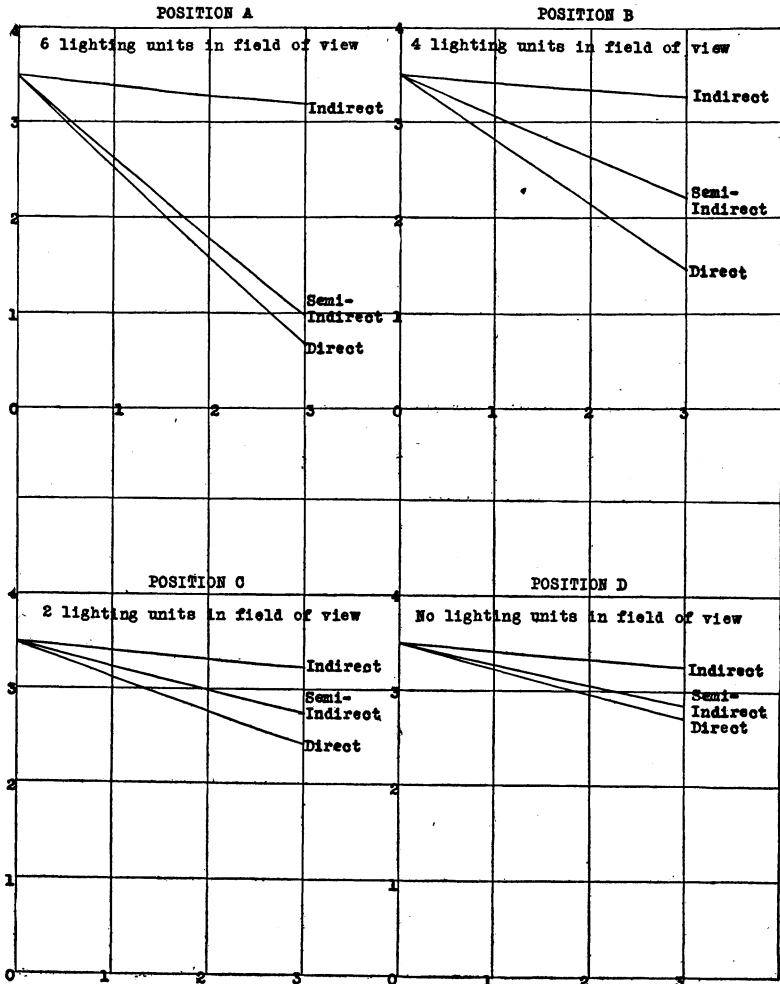 POSITION A
6 lighting units in field of view
4
3
2
1
0
1
2
3
Indirect
Semi-
Indirect
Direct
POSITION B
4 lighting units in field of view
4
3
2
1
0
1
2
3
Indirect
Semi-
Indirect
Direct
POSITION C
2 lighting units in field of view
4
3
2
1
0
1
2
3
Indirect
Semi-
Indirect
Direct
POSITION D
No lighting units in field of view
4
3
2
1
0
1
2
3
Indirect
Semi-
Indirect
Direct